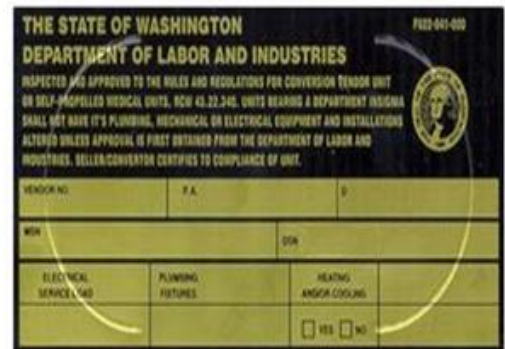 THE STATE OF WASHINGTON
F622-041-000
DEPARTMENT OF LABOR AND INDUSTRIES
INSPECTED AND APPROVED TO THE RULES AND REGULATIONS FOR CONVERSION VENDOR UNIT
OR SELF-PROPELLED MEDICAL UNITS, RCW 43.22.340. UNITS BEARING A DEPARTMENT INSIGNIA
SHALL NOT HAVE IT'S PLUMBING, MECHANICAL OR ELECTRICAL EQUIPMENT AND INSTALLATIONS
ALTERED UNLESS APPROVAL IS FIRST OBTAINED FROM THE DEPARTMENT OF LABOR AND
INDUSTRIES. SELLER/CONVERTOR CERTIFIES TO COMPLIANCE OF UNIT.
VENDOR NO. P.A. D
MSN DSN
ELECTRICAL PLUMBING HEATING
SERVICE LOAD FIXTURES AND/OR COOLING
YES NO